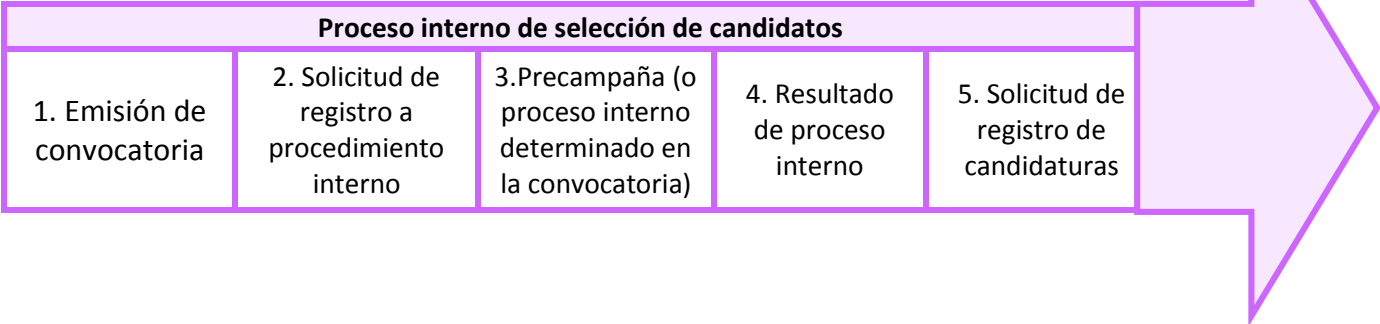 Proceso interno de selección de candidatos
1. Emisión de
convocatoria
2. Solicitud de
registro a
procedimiento
interno
3.Precampaña (o
proceso interno
determinado en
la convocatoria)
4. Resultado
de proceso
interno
5. Solicitud de
registro de
candidaturas